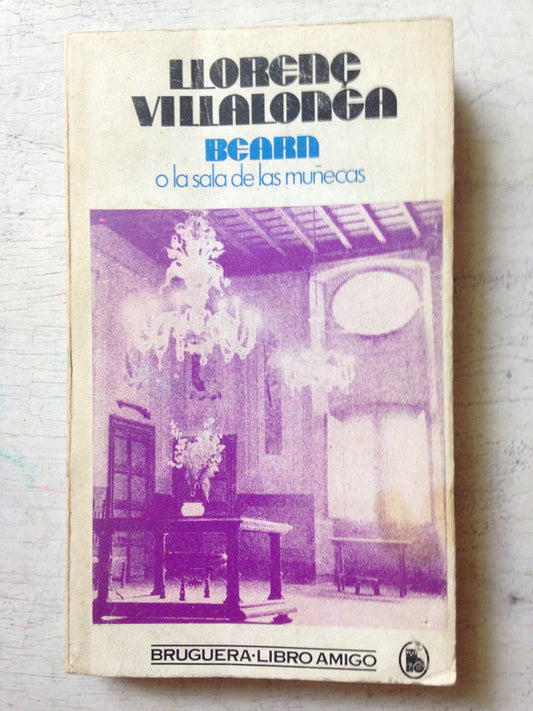 LLORENÇ
VILLALONGA
BEARN
o la sala de las muñecas
BRUGUERA·LIBRO AMIGO